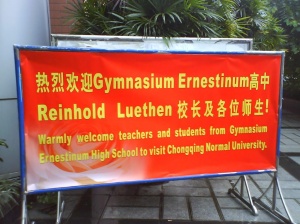 热烈欢迎Gymnasium Ernestinum高中
Reinhold Luethen 校长及各位师生!
Warmly welcome teachers and students from Gymnasium
Ernestinum High School to visit Chongqing Normal University.